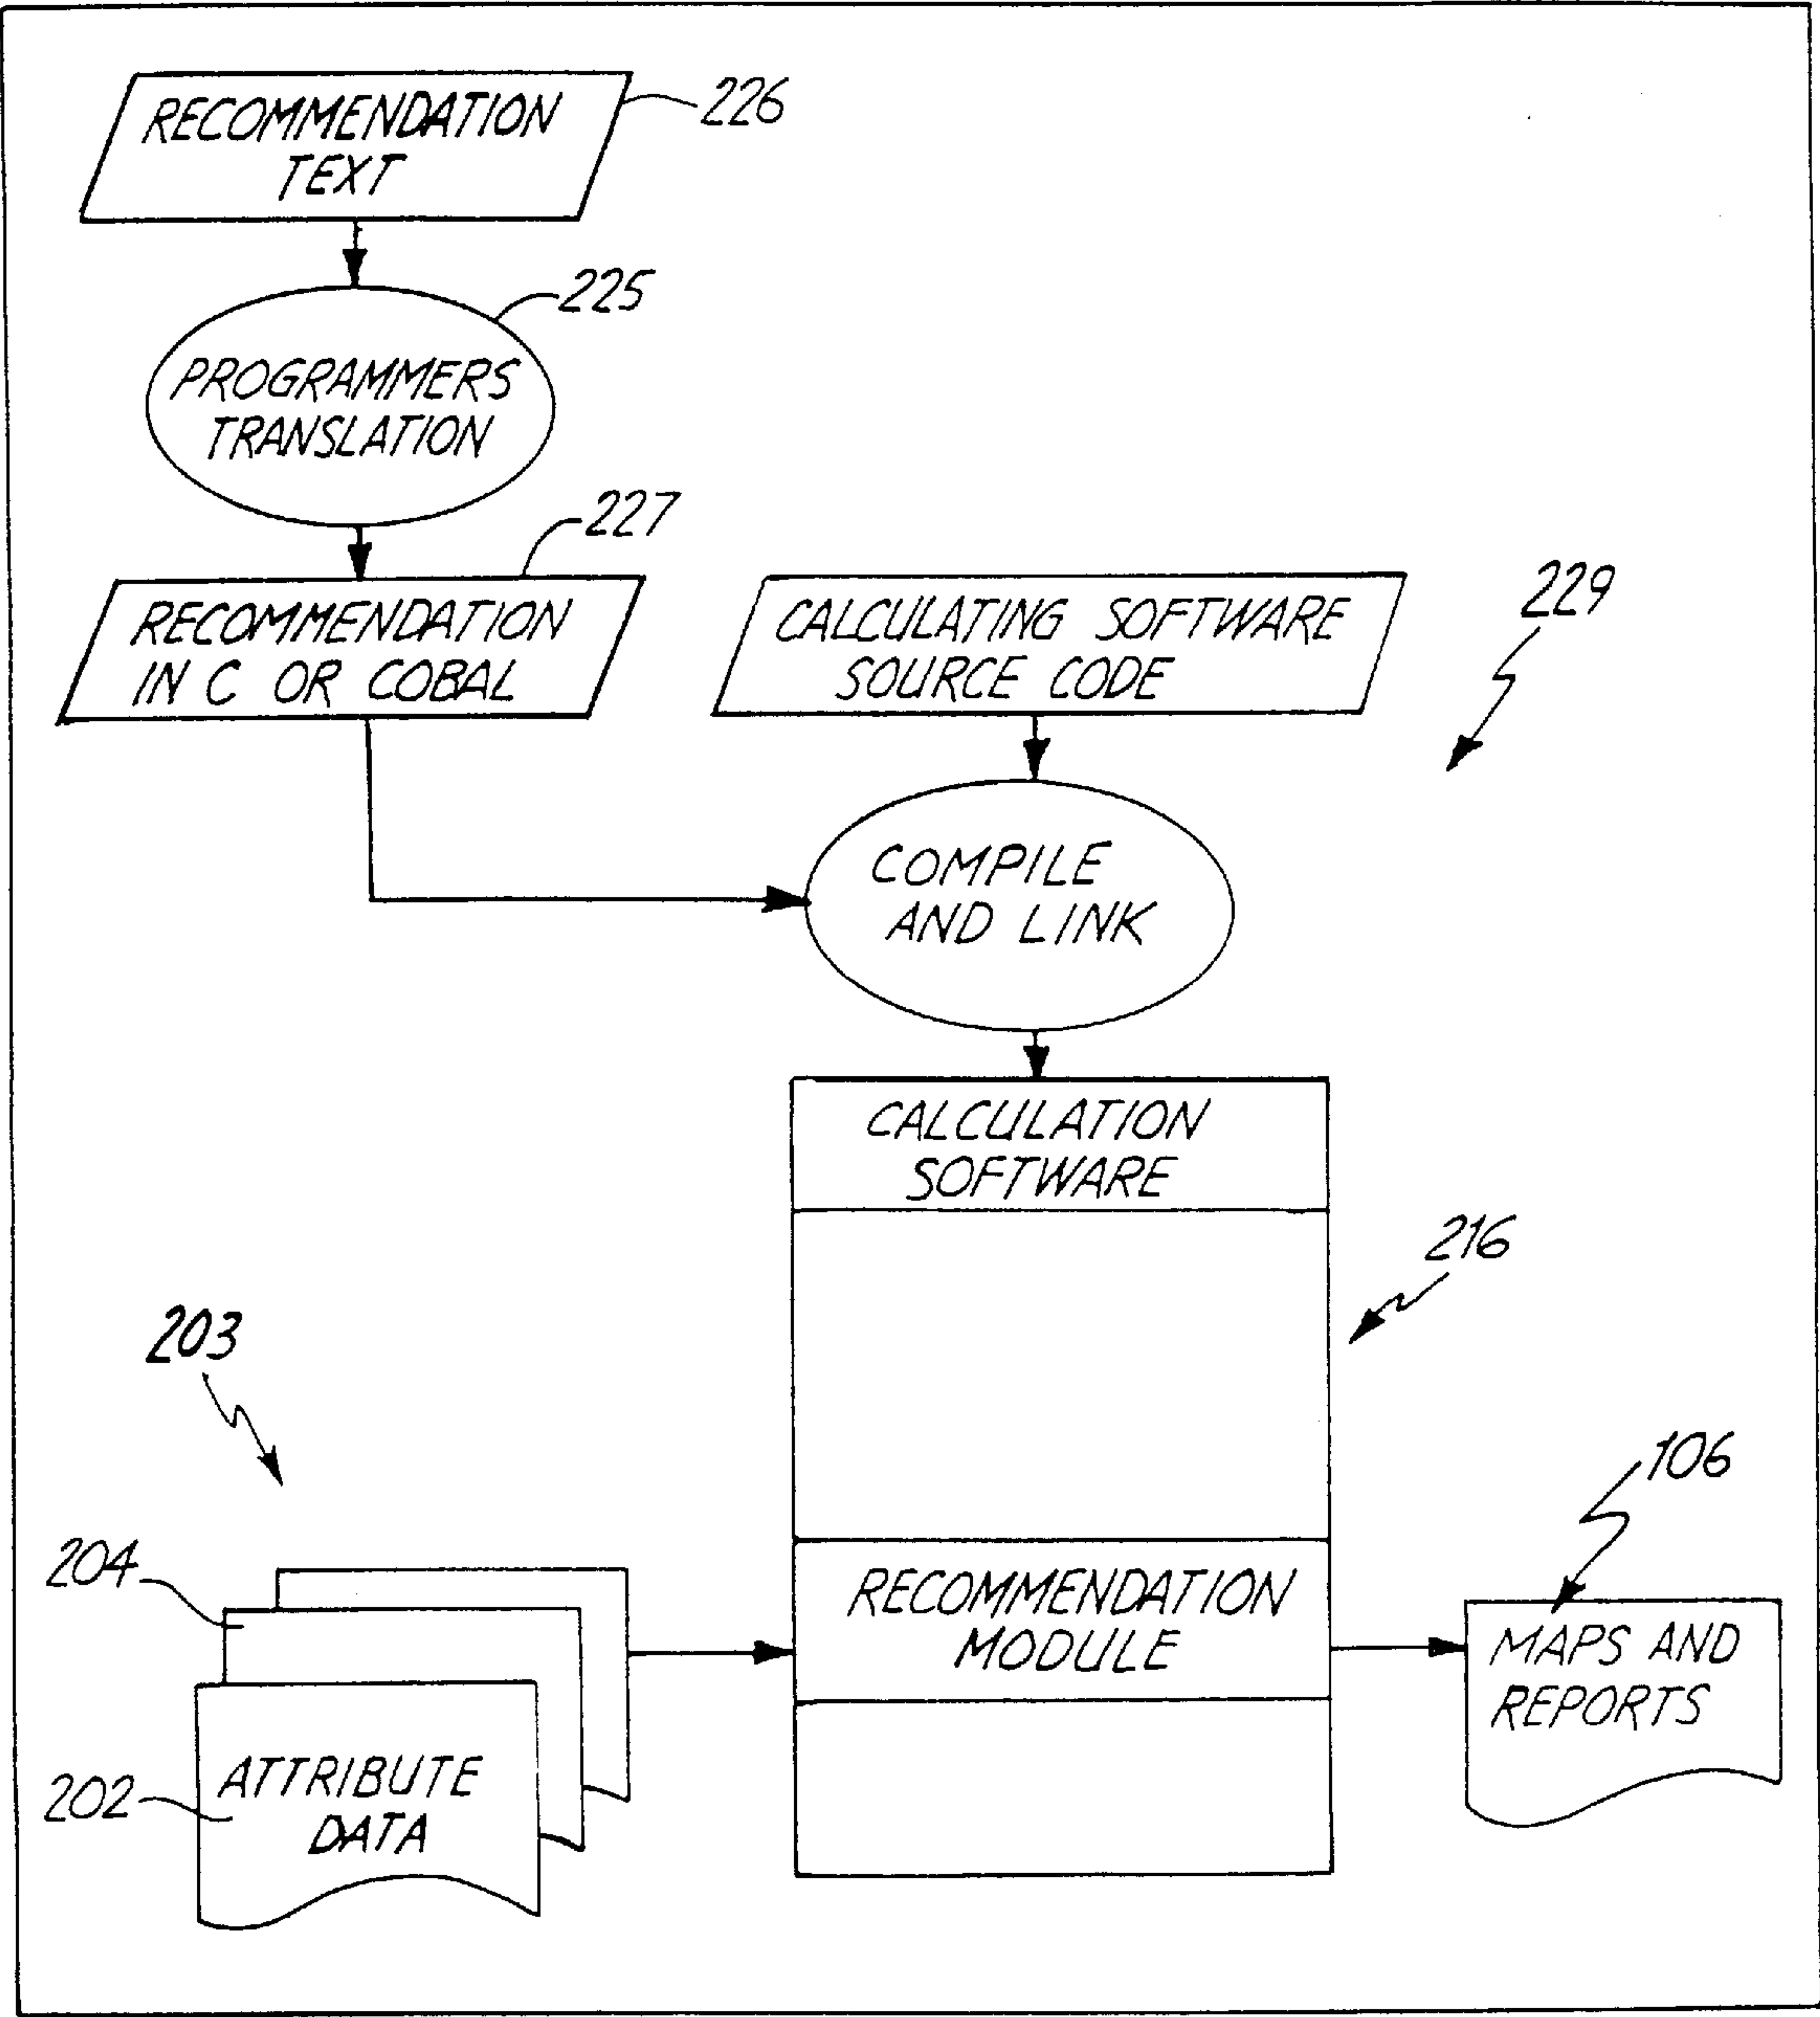 RECOMMENDATION
TEXT
226
225
PROGRAMMERS
TRANSLATION
227
RECOMMENDATION
IN C OR COBAL
CALCULATING SOFTWARE
SOURCE CODE
229
COMPILE
AND LINK
CALCULATION
SOFTWARE
216
203
106
204
RECOMMENDATION
MODULE
MAPS AND
REPORTS
202
ATTRIBUTE
DATA